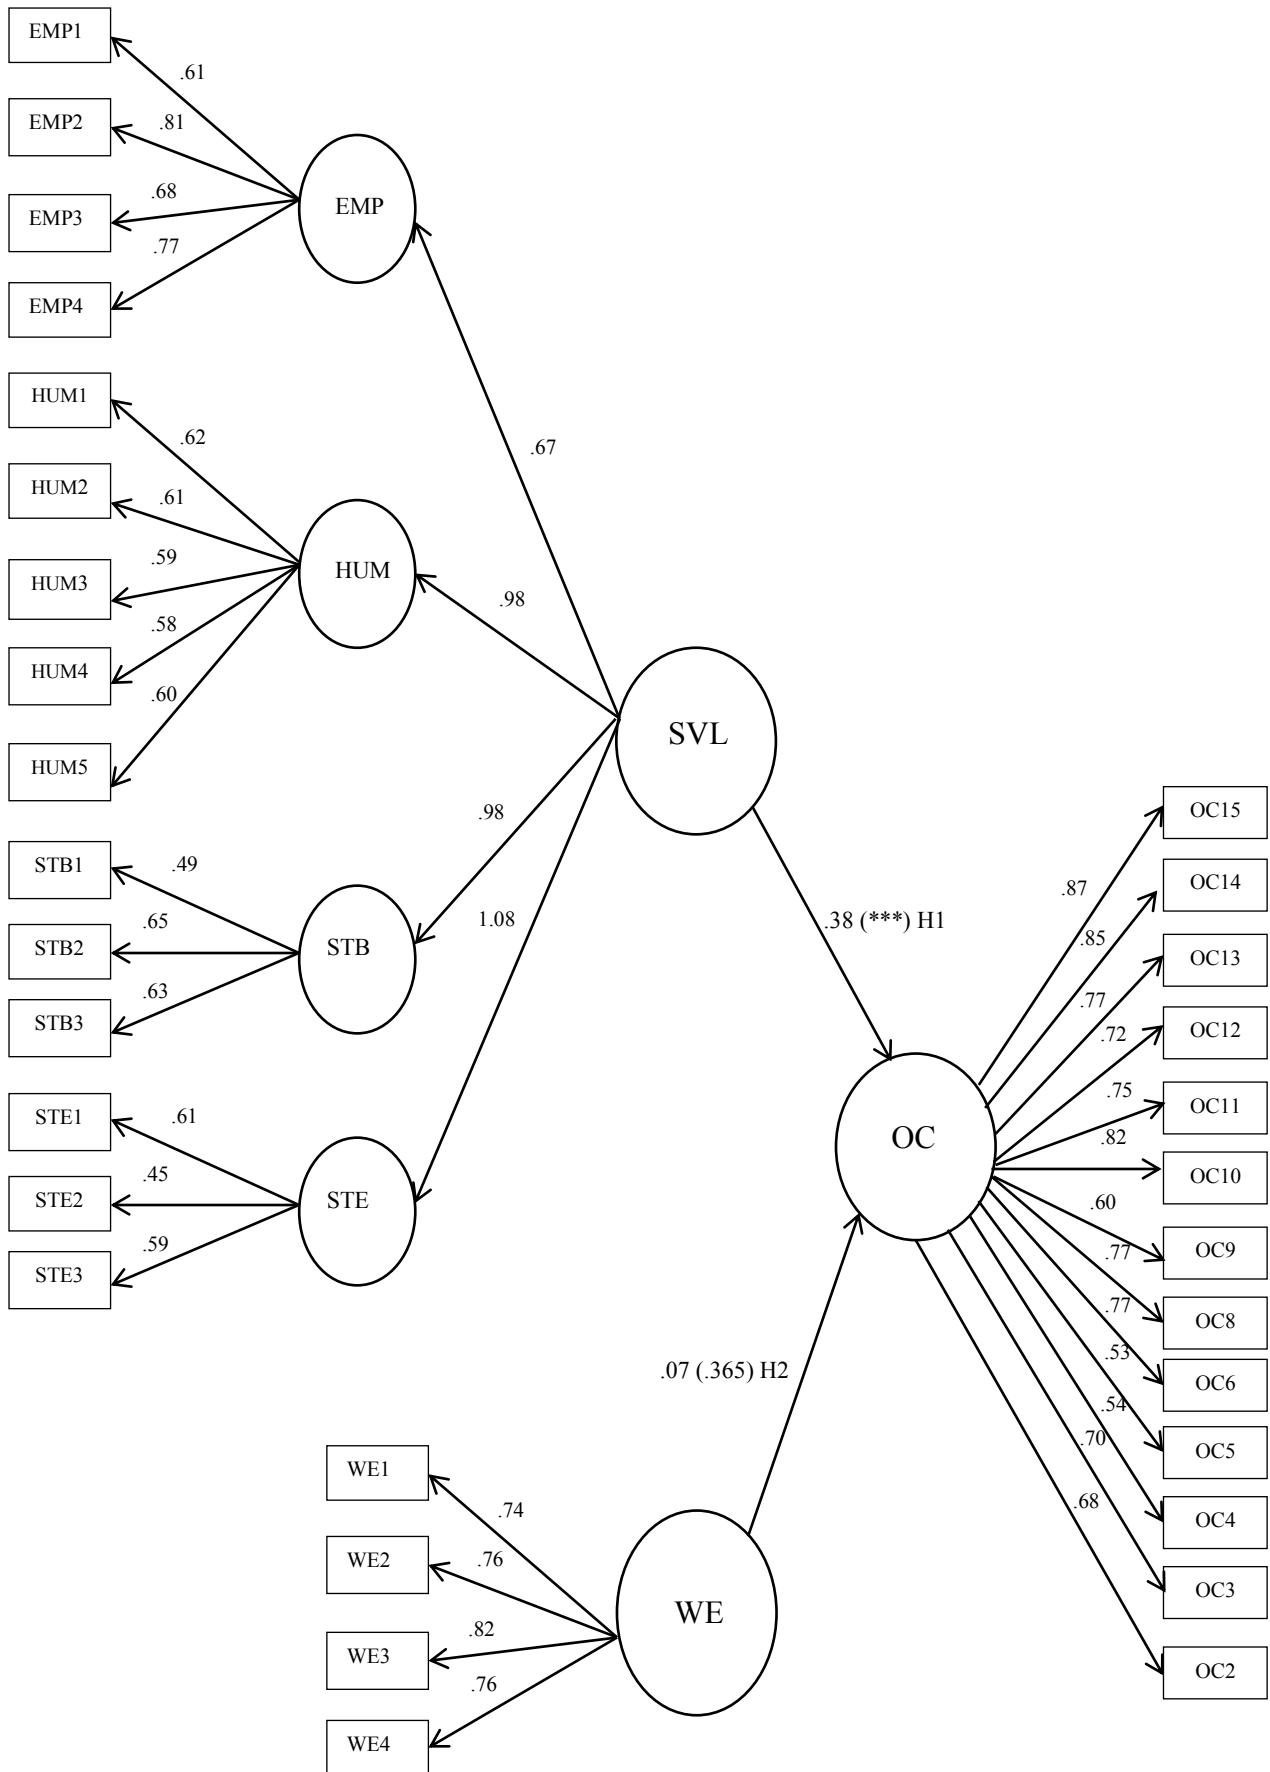 EMP1
.61
EMP2
.81
EMP3
.68
EMP4
.77
EMP
.67
HUM1
.62
HUM2
.61
HUM3
.59
HUM4
.58
HUM5
.60
HUM
.98
SVL
STB1
.49
STB2
.65
STB3
.63
STB
.98
STE1
.61
STE2
.45
STE3
.59
STE
1.08
.38 (***) H1
OC
.07 (.365) H2
WE1
.74
WE2
.76
WE3
.82
WE4
.76
WE
OC15
.87
OC14
.85
OC13
.77
OC12
.72
OC11
.75
OC10
.82
OC9
.60
OC8
.77
OC6
.77
OC5
.53
OC4
.54
OC3
.70
OC2
.68